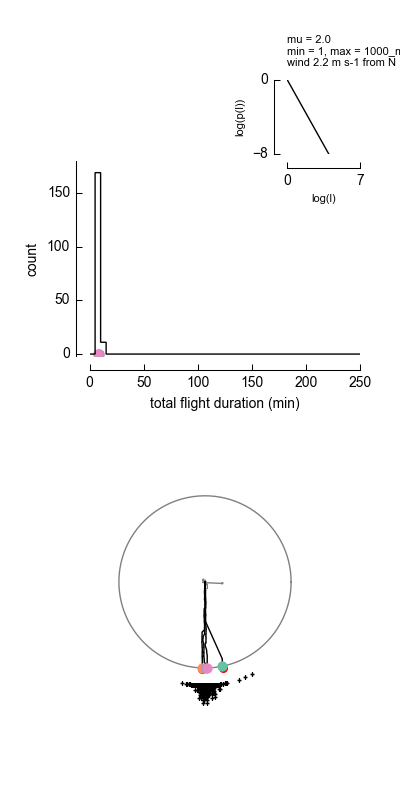 mu = 2.0
min = 1, max = 1000_m
wind 2.2 m s-1 from N
0
log(p(l))
−8
0
7
log(l)
150
100
50
0
count
0
50
100
150
200
250
total flight duration (min)